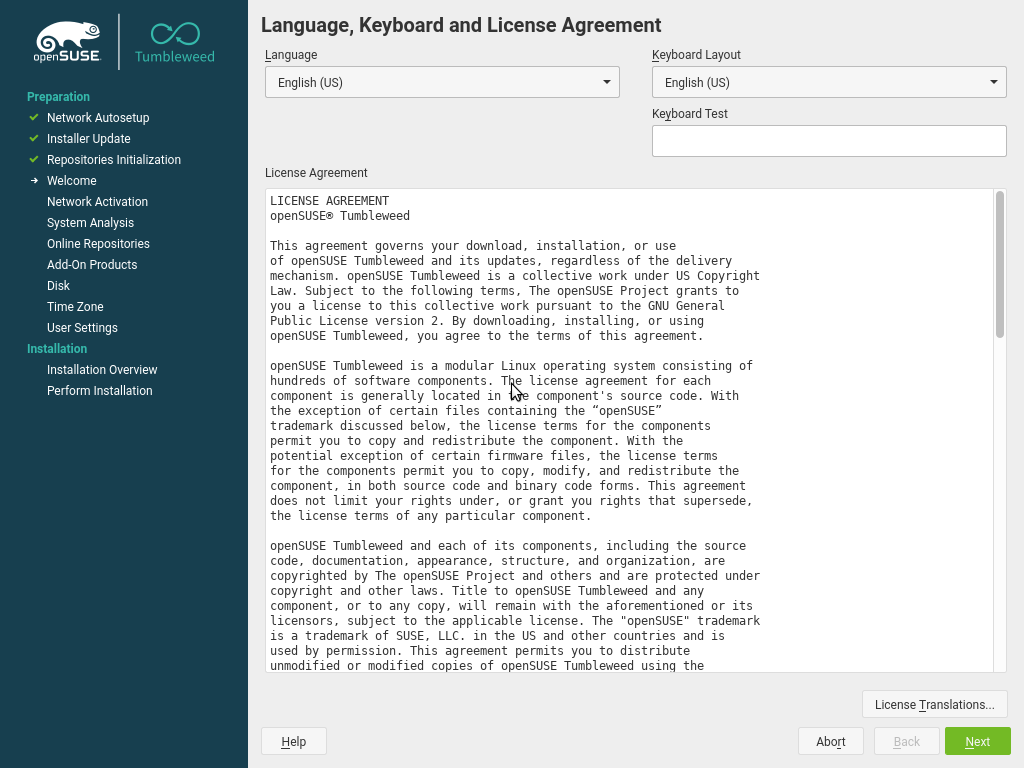 openSUSE
Tumbleweed
Preparation
Network Autosetup
Installer Update
Repositories Initialization
Welcome
Network Activation
System Analysis
Online Repositories
Add-On Products
Disk
Time Zone
User Settings
Installation
Installation Overview
Perform Installation
Language, Keyboard and License Agreement
Language
Keyboard Layout
English (US)
English (US)
Keyboard Test
License Agreement
LICENSE AGREEMENT
openSUSE® Tumbleweed
This agreement governs your download, installation, or use
of openSUSE Tumbleweed and its updates, regardless of the delivery
mechanism. openSUSE Tumbleweed is a collective work under US Copyright
Law. Subject to the following terms, The openSUSE Project grants to
you a license to this collective work pursuant to the GNU General
Public License version 2. By downloading, installing, or using
openSUSE Tumbleweed, you agree to the terms of this agreement.
openSUSE Tumbleweed is a modular Linux operating system consisting of
hundreds of software components. The license agreement for each
component is generally located in the component's source code. With
the exception of certain files containing the “openSUSE”
trademark discussed below, the license terms for the components
permit you to copy and redistribute the component. With the
potential exception of certain firmware files, the license terms
for the components permit you to copy, modify, and redistribute the
component, in both source code and binary code forms. This agreement
does not limit your rights under, or grant you rights that supersede,
the license terms of any particular component.
openSUSE Tumbleweed and each of its components, including the source
code, documentation, appearance, structure, and organization, are
copyrighted by The openSUSE Project and others and are protected under
copyright and other laws. Title to openSUSE Tumbleweed and any
component, or to any copy, will remain with the aforementioned or its
licensors, subject to the applicable license. The "openSUSE" trademark
is a trademark of SUSE, LLC. in the US and other countries and is
used by permission. This agreement permits you to distribute
unmodified or modified copies of openSUSE Tumbleweed using the
License Translations...
Help
Abort
Back
Next